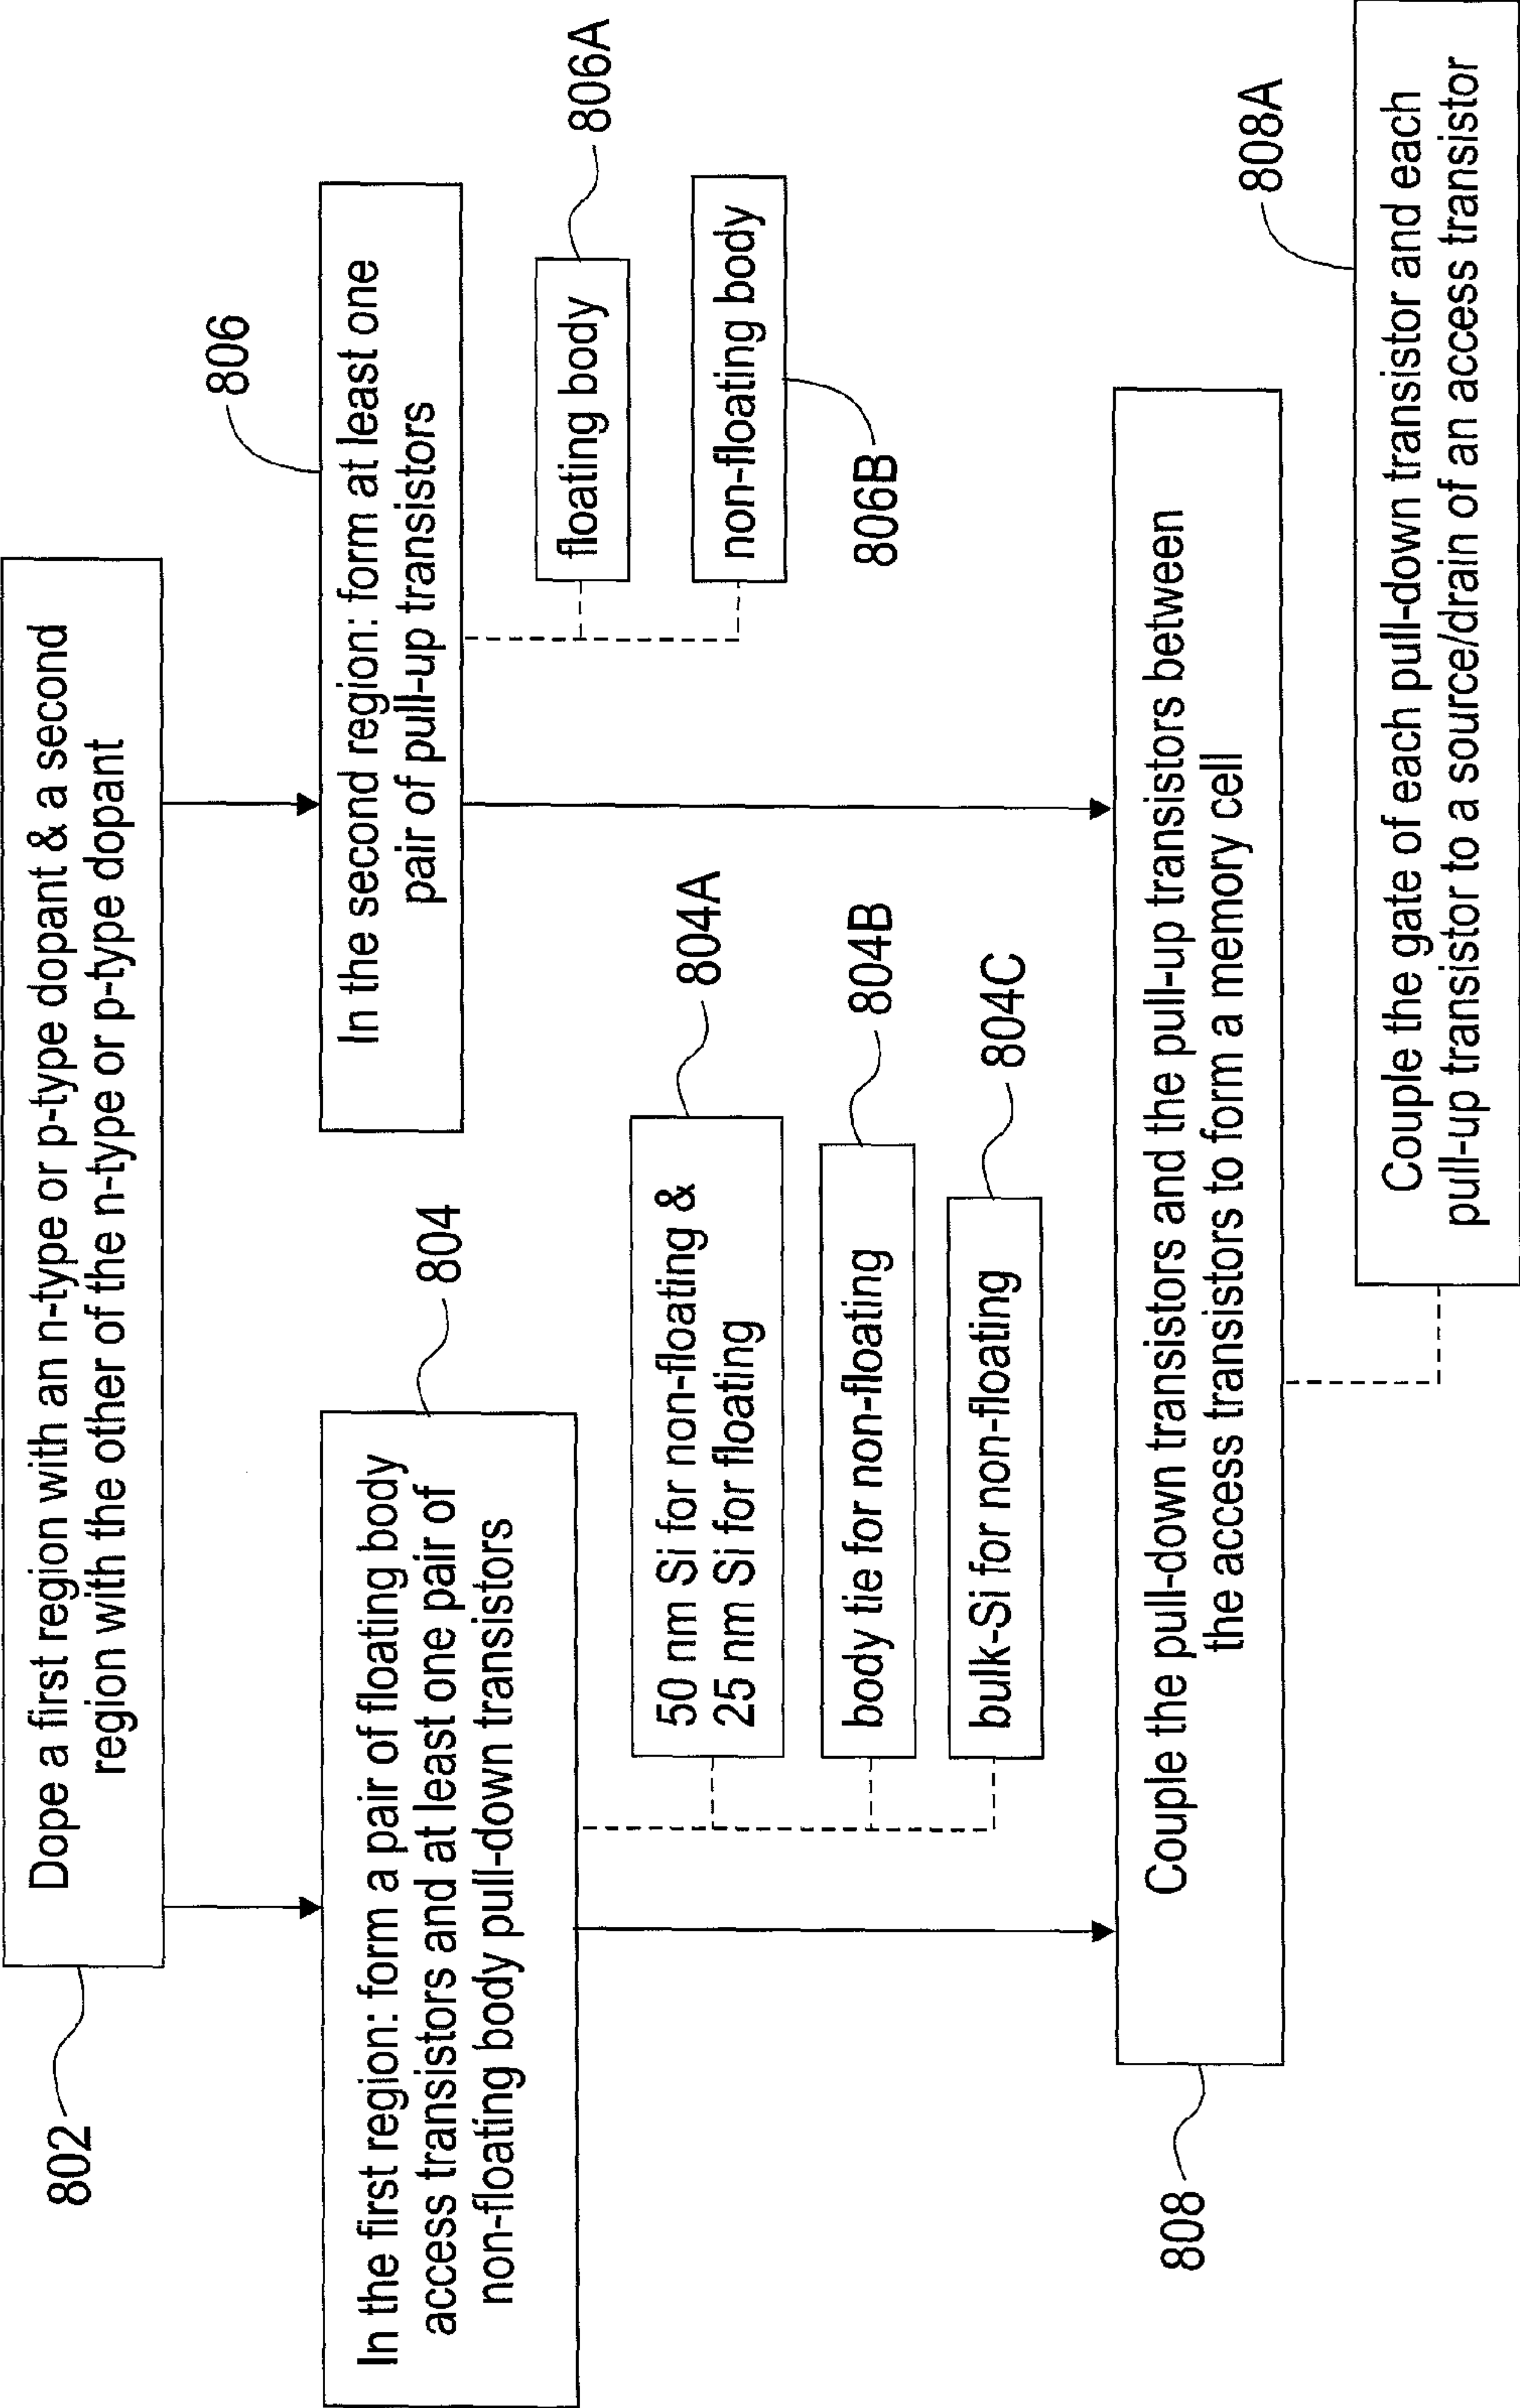 802
Dope a first region with an n-type or p-type dopant & a second
region with the other of the n-type or p-type dopant
804
In the first region: form a pair of floating body
access transistors and at least one pair of
non-floating body pull-down transistors
50 nm Si for non-floating &
25 nm Si for floating
804A
body tie for non-floating
804B
bulk-Si for non-floating
804C
806
In the second region: form at least one
pair of pull-up transistors
floating body
806A
non-floating body
806B
808
Couple the pull-down transistors and the pull-up transistors between
the access transistors to form a memory cell
808A
Couple the gate of each pull-down transistor and each
pull-up transistor to a source/drain of an access transistor